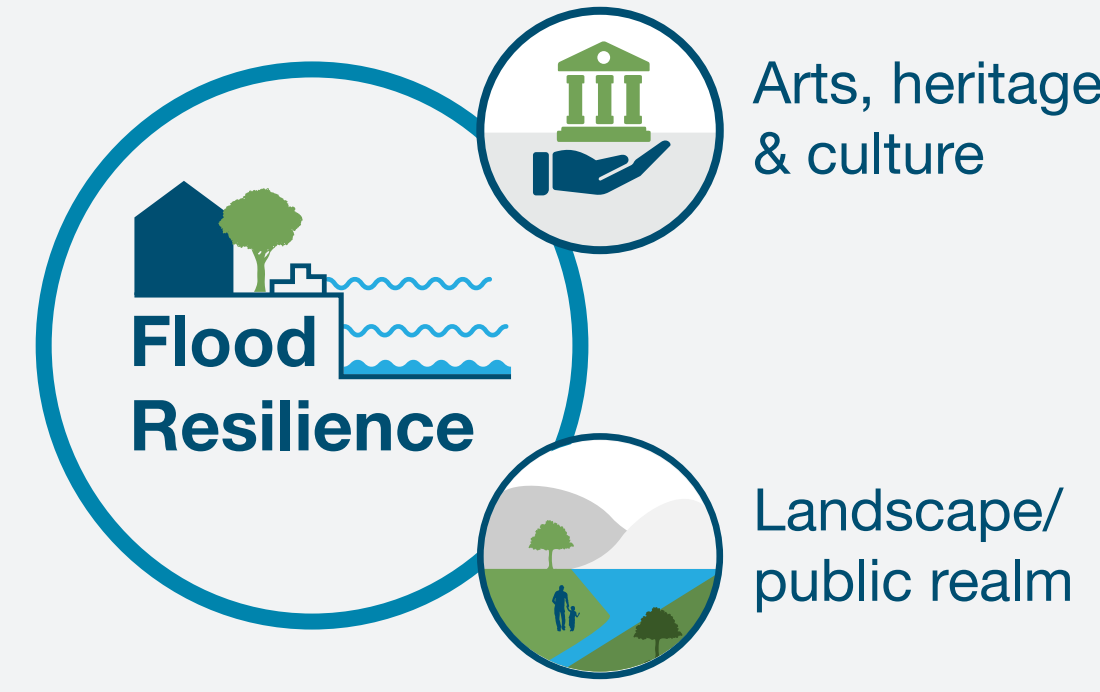 Arts, heritage
& culture
Flood
Resilience
Landscape/
public realm